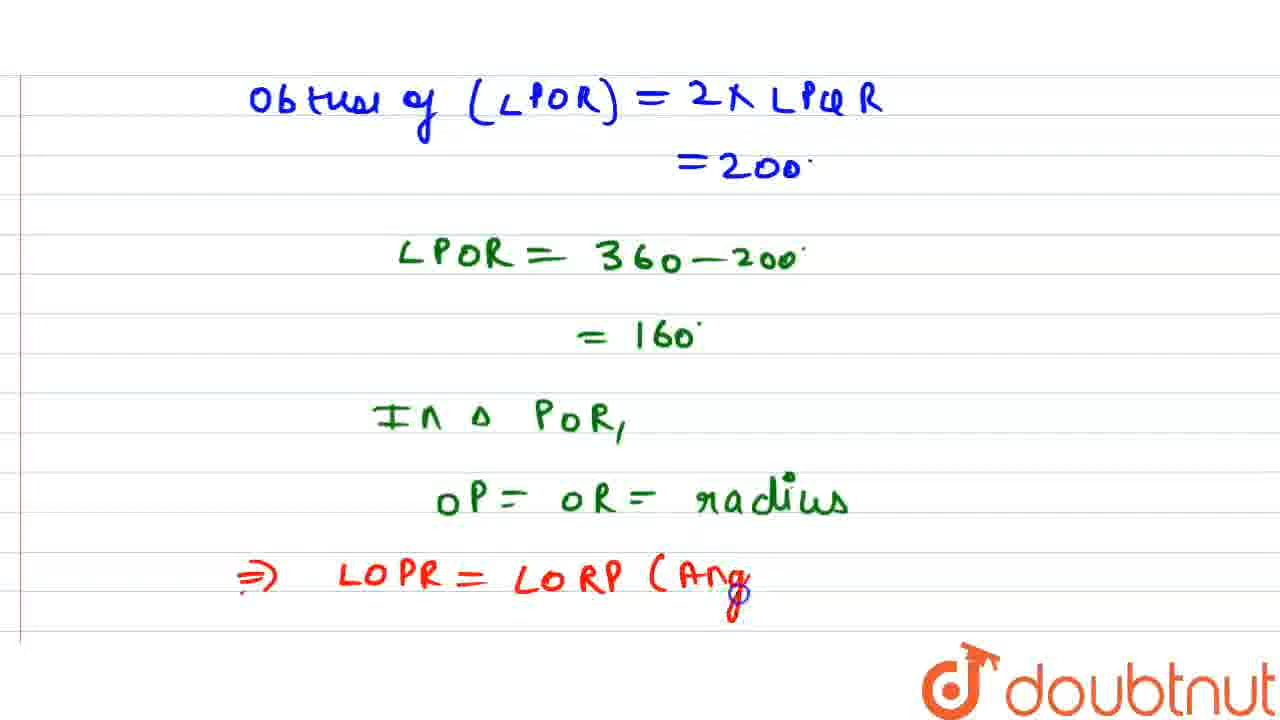 Obtuse of (∠POR) = 2 × ∠PQR
= 200°
∠POR = 360 - 200°
= 160°
In Δ POR,
OP = OR = radius
⇒ ∠OPR = ∠ORP (Ang
doubtnut